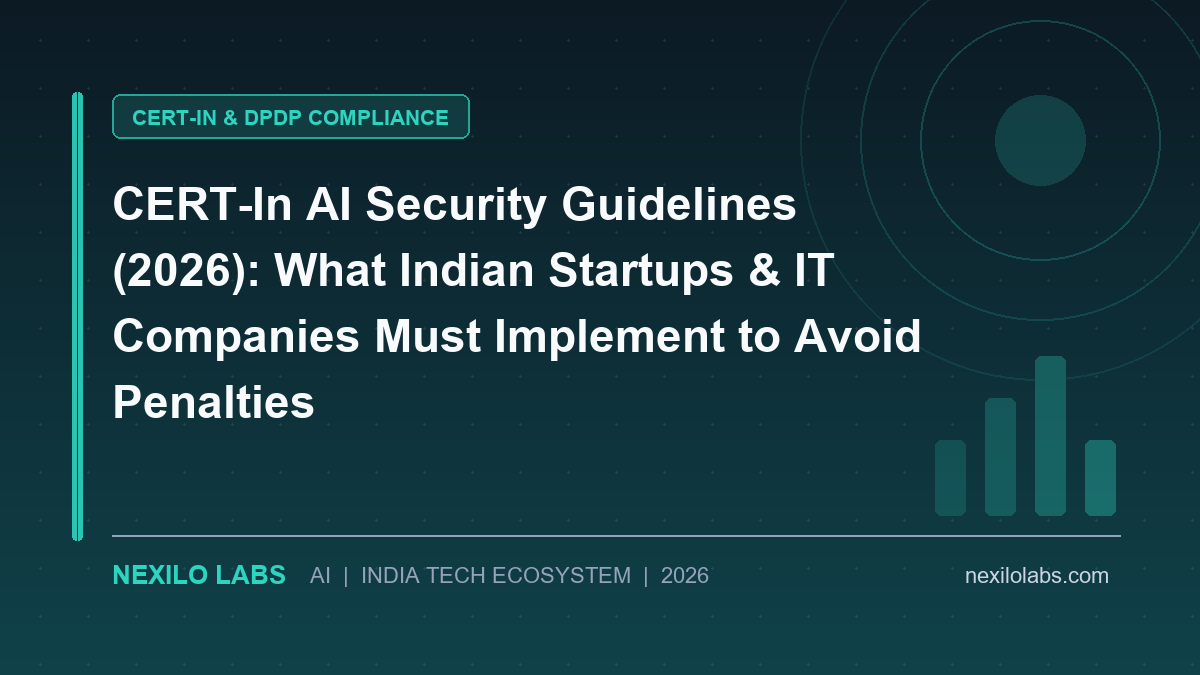 CERT-IN & DPDP COMPLIANCE
CERT-In AI Security Guidelines
(2026): What Indian Startups & IT
Companies Must Implement to Avoid
Penalties
NEXILO LABS AI | INDIA TECH ECOSYSTEM | 2026 nexilolabs.com